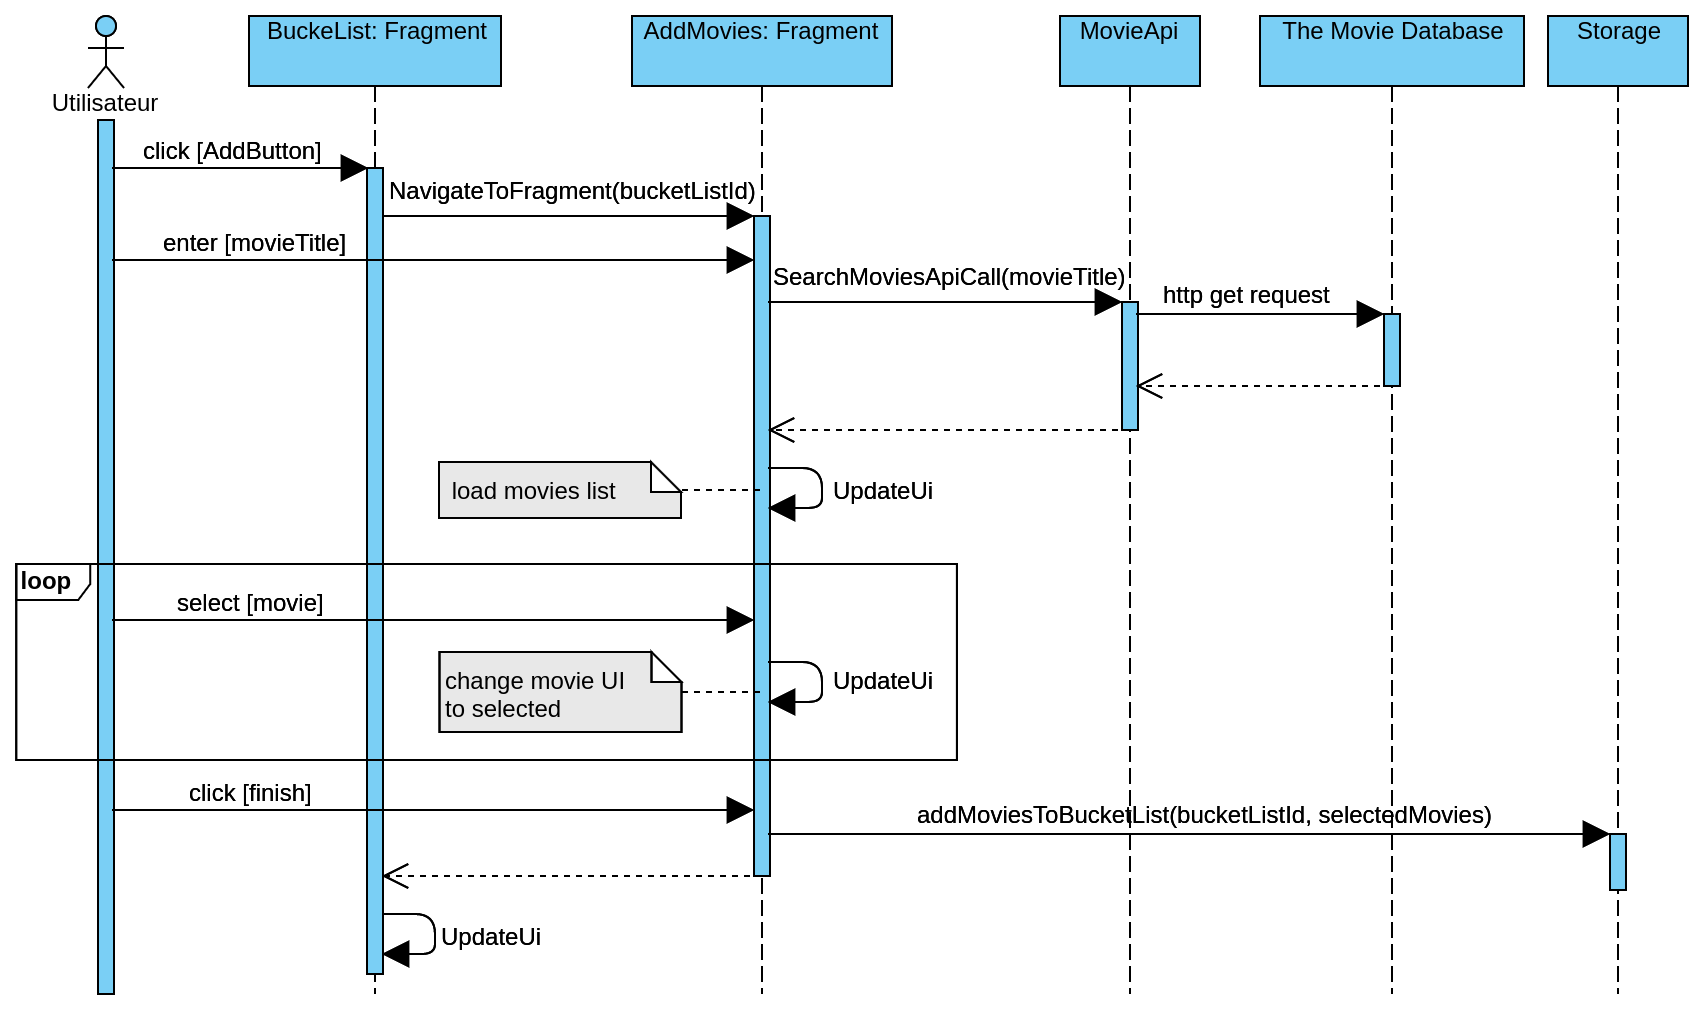 Utilisateur
BuckeList: Fragment
AddMovies: Fragment
MovieApi
The Movie Database
Storage
click [AddButton]
NavigateToFragment(bucketListId)
enter [movieTitle]
SearchMoviesApiCall(movieTitle)
http get request
load movies list
UpdateUi
loop
select [movie]
change movie UI
to selected
UpdateUi
click [finish]
addMoviesToBucketList(bucketListId, selectedMovies)
UpdateUi